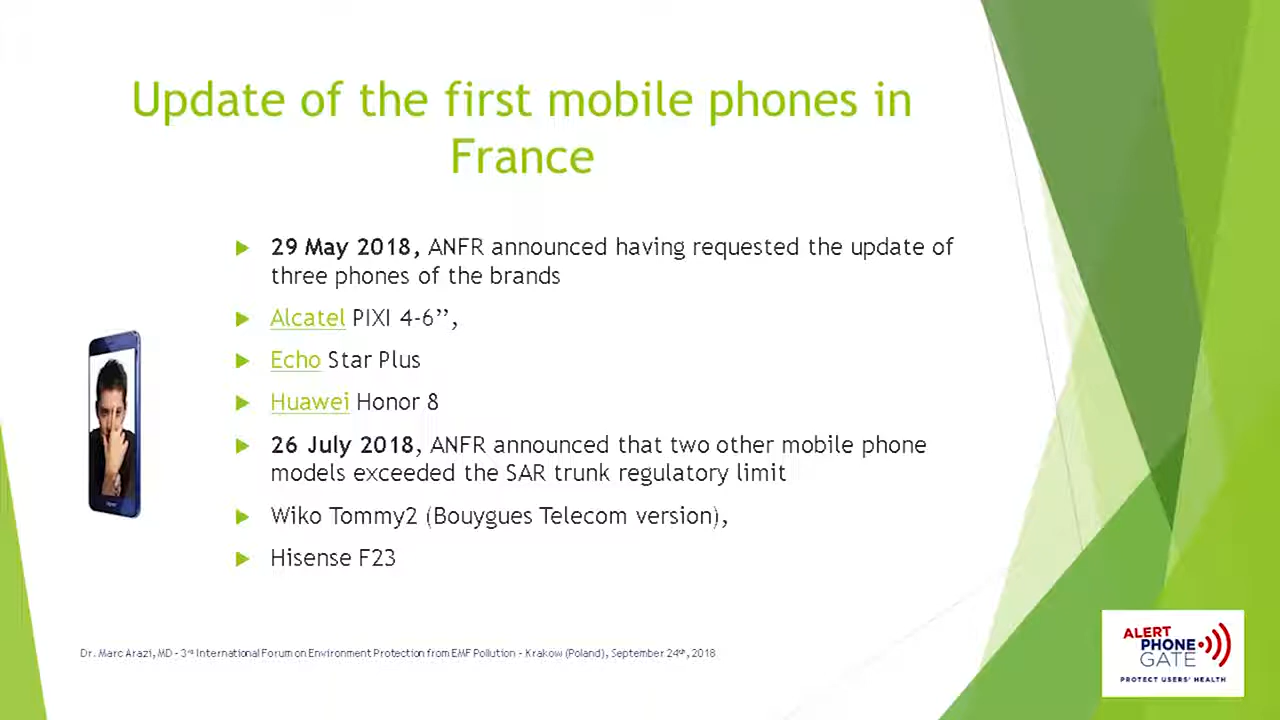 Update of the first mobile phones in
France
29 May 2018, ANFR announced having requested the update of
three phones of the brands
Alcatel PIXI 4-6’’,
Echo Star Plus
Huawei Honor 8
26 July 2018, ANFR announced that two other mobile phone
models exceeded the SAR trunk regulatory limit
Wiko Tommy2 (Bouygues Telecom version),
Hisense F23
Dr. Marc Arazi, MD - 3rd International Forum on Environment Protection from EMF Pollution - Krakow (Poland), September 24th, 2018
ALERT
PHONE
GATE
PROTECT USERS' HEALTH